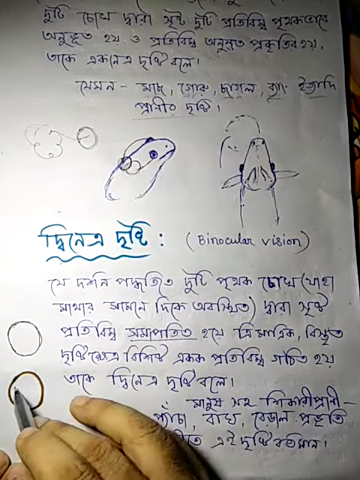 দুটি চোখ দ্বারা সৃষ্ট দুটি প্রতিবিম্ব পৃথকভাবে
অনুভূত হয় ও প্রতিবিম্ব অনুন্নত প্রকৃতির হয়,
তাকে একনেত্র দৃষ্টি বলে।
যেমন - মাছ, গোরু, ছাগল, ব্যাঙ ইত্যাদি
প্রাণীর দৃষ্টি।
দ্বিনেত্র দৃষ্টি : (Binocular vision)
যে দর্শন পদ্ধতিতে দুটি পৃথক চোখে (যাহা
মাথার সামনে দিকে অবস্থিত) দ্বারা সৃষ্ট
প্রতিবিম্ব সমাপতিত হয়ে ত্রিমাত্রিক, বিস্তৃত
দৃষ্টিক্ষেত্র বিশিষ্ট একক প্রতিবিম্ব গঠিত হয়
তাকে দ্বিনেত্র দৃষ্টি বলে।
মানুষ সহ শিকারীপ্রানী -
প্যাঁচা, বাঘ, বেড়াল প্রভৃতি
এই দৃষ্টি বর্তমান।